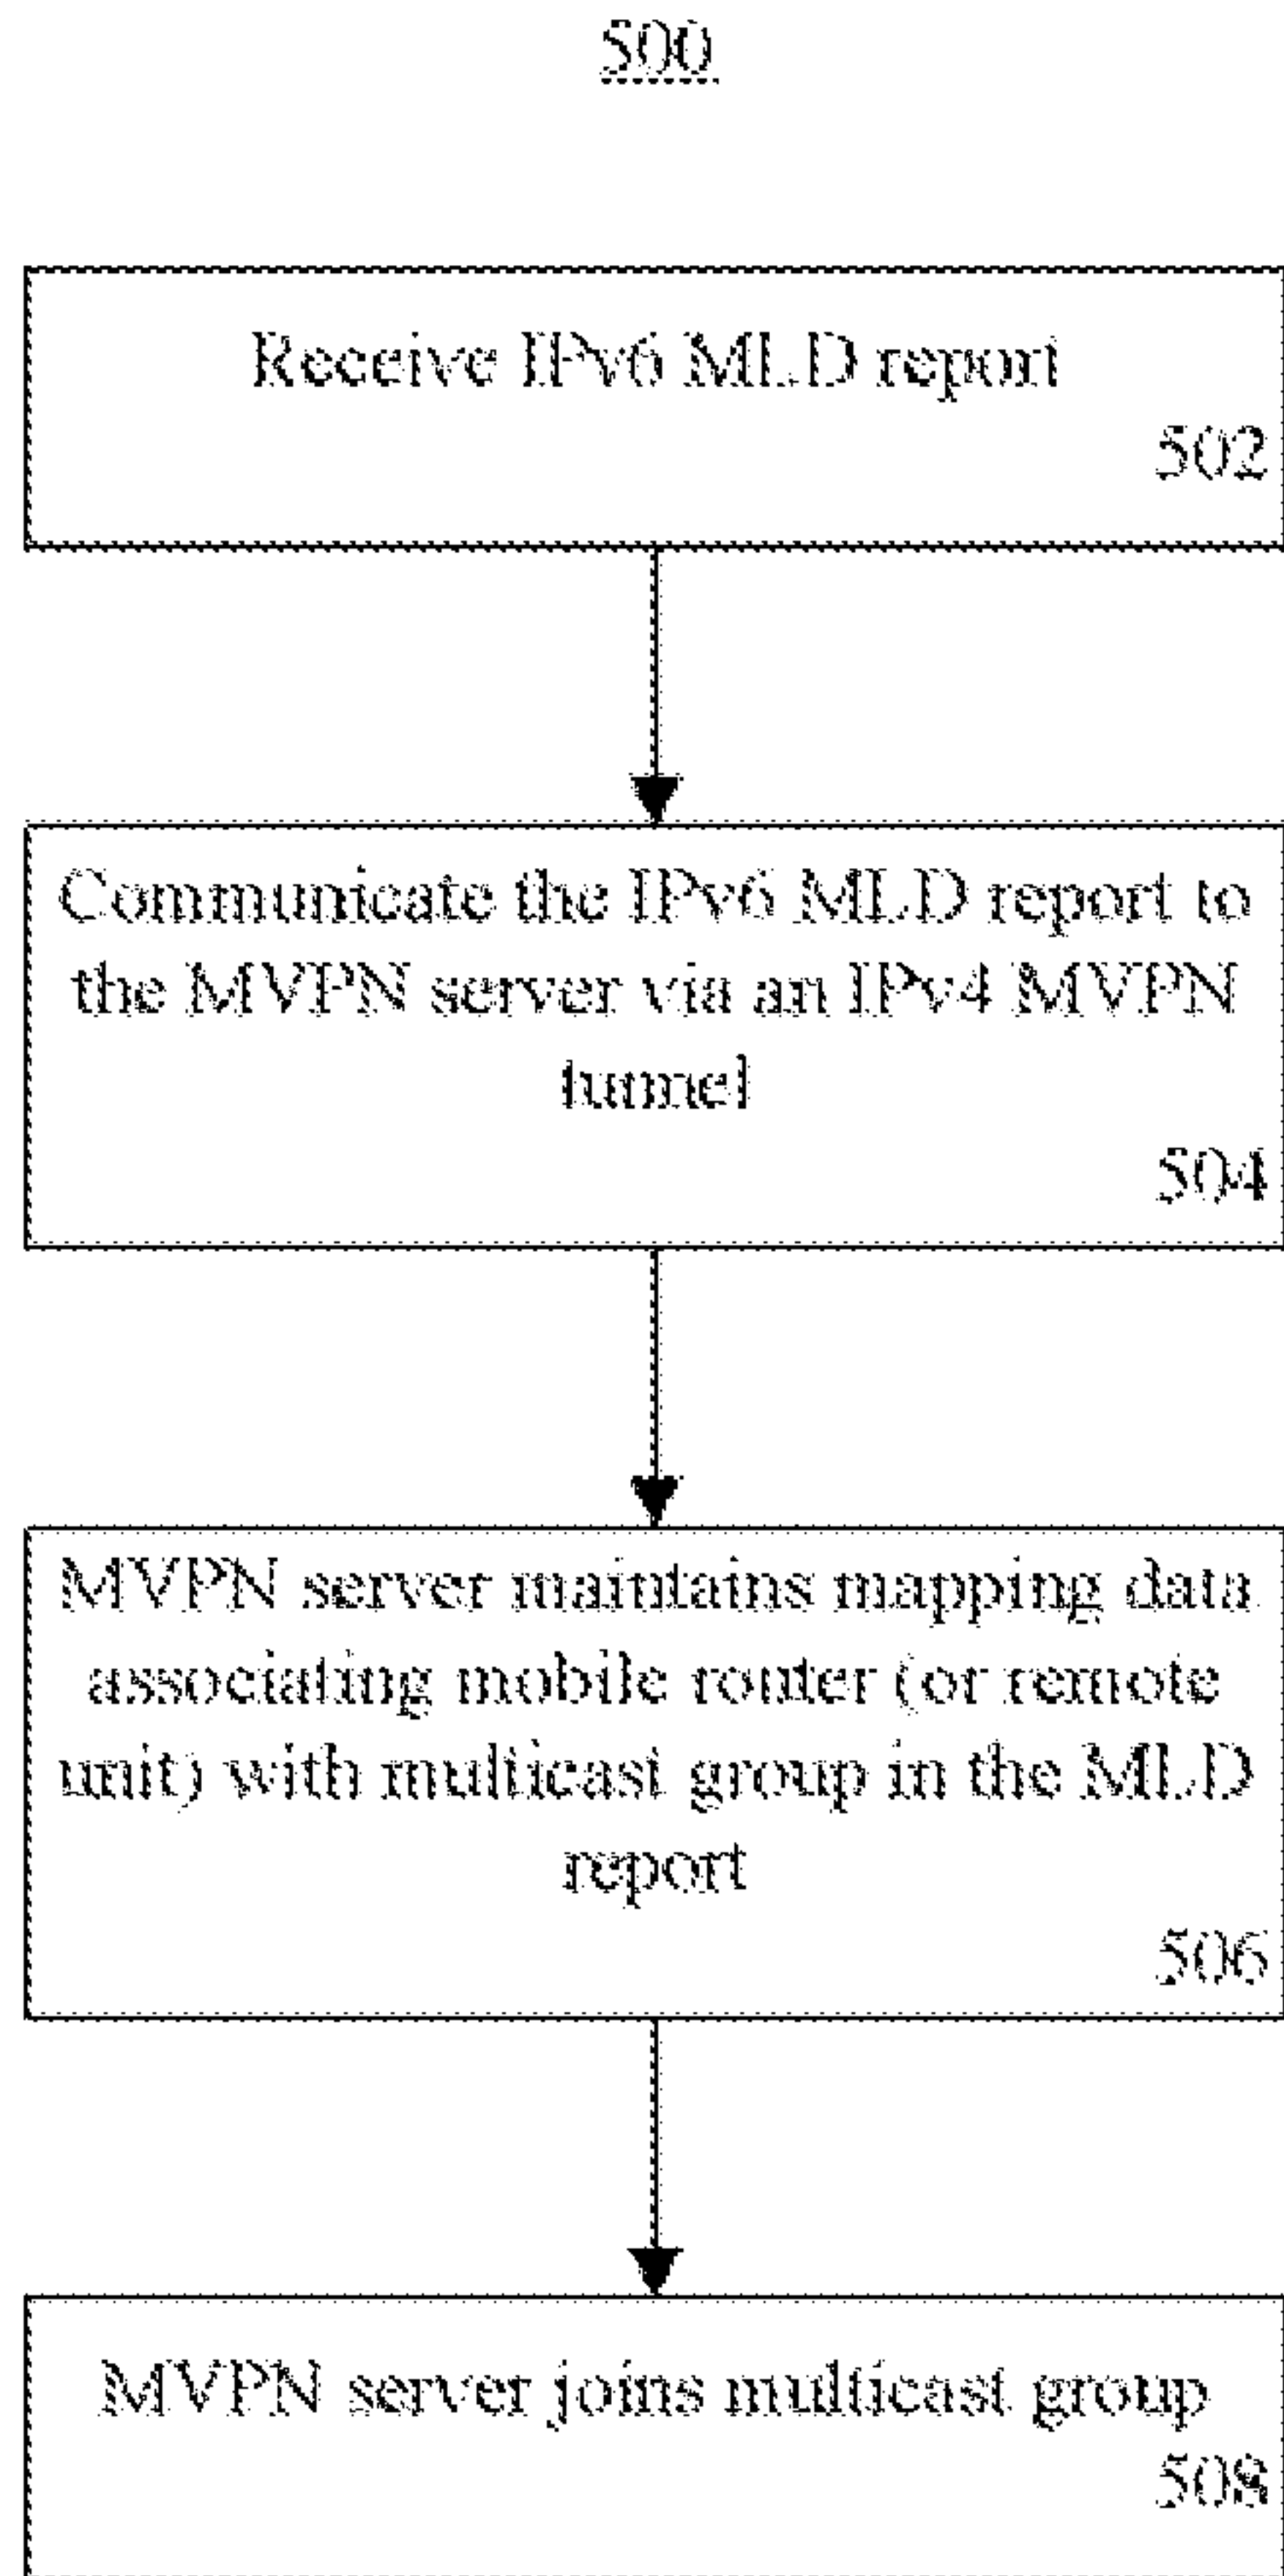 500
Receive IPv6 MLD report
502
Communicate the IPv6 MLD report to
the MVPN server via an IPv4 MVPN
tunnel
504
MVPN server maintains mapping data
associating mobile router (or remote
unit) with multicast group in the MLD
report
506
MVPN server joins multicast group
508